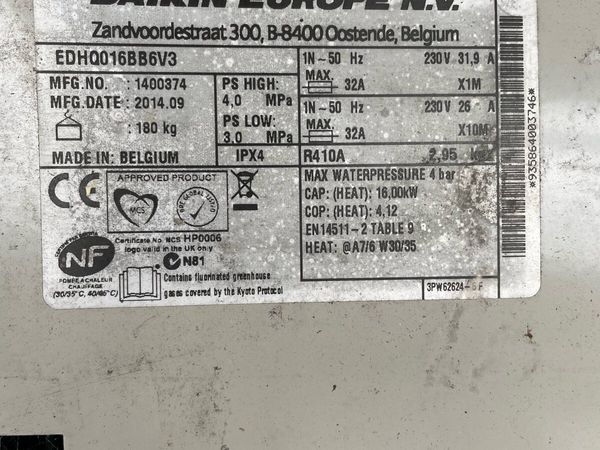 DAIKIN EUROPE N.V.
Zandvoordestraat 300, B-8400 Oostende, Belgium
EDHQ016BB6V3
MFG.NO. : 1400374
MFG.DATE : 2014.09
: 180 kg
MADE IN: BELGIUM
PS HIGH:
4,0 MPa
PS LOW:
3,0 MPa
IPX4
1N~50 Hz 230V 31,9 A
MAX. 32A X1M
1N~50 Hz 230V 26 A
MAX. 32A X10M
R410A 2,95 kg
CE
APPROVED PRODUCT
MCS
Certificate No. MCS HP0006
logo valid in the UK only
NF
POMPE A CHALEUR
CHAUFFAGE
(30/35°C, 40/45°C)
N81
Contains fluorinated greenhouse
gases covered by the Kyoto Protocol
MAX WATERPRESSURE 4 bar
CAP: (HEAT): 16,00kW
COP: (HEAT): 4,12
EN14511-2 TABLE 9
HEAT: @A7/6 W30/35
3PW62624-
*935864003746*